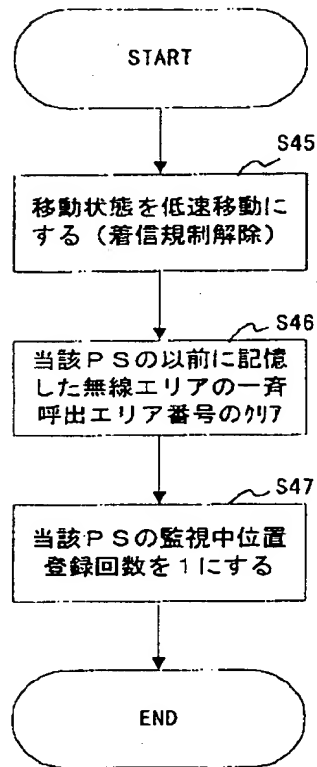 START
S45
移動状態を低速移動に
する（着信規制解除）
S46
当該ＰＳの以前に記憶
した無線エリアの一斉
呼出エリア番号のｸﾘｱ
S47
当該ＰＳの監視中位置
登録回数を１にする
END